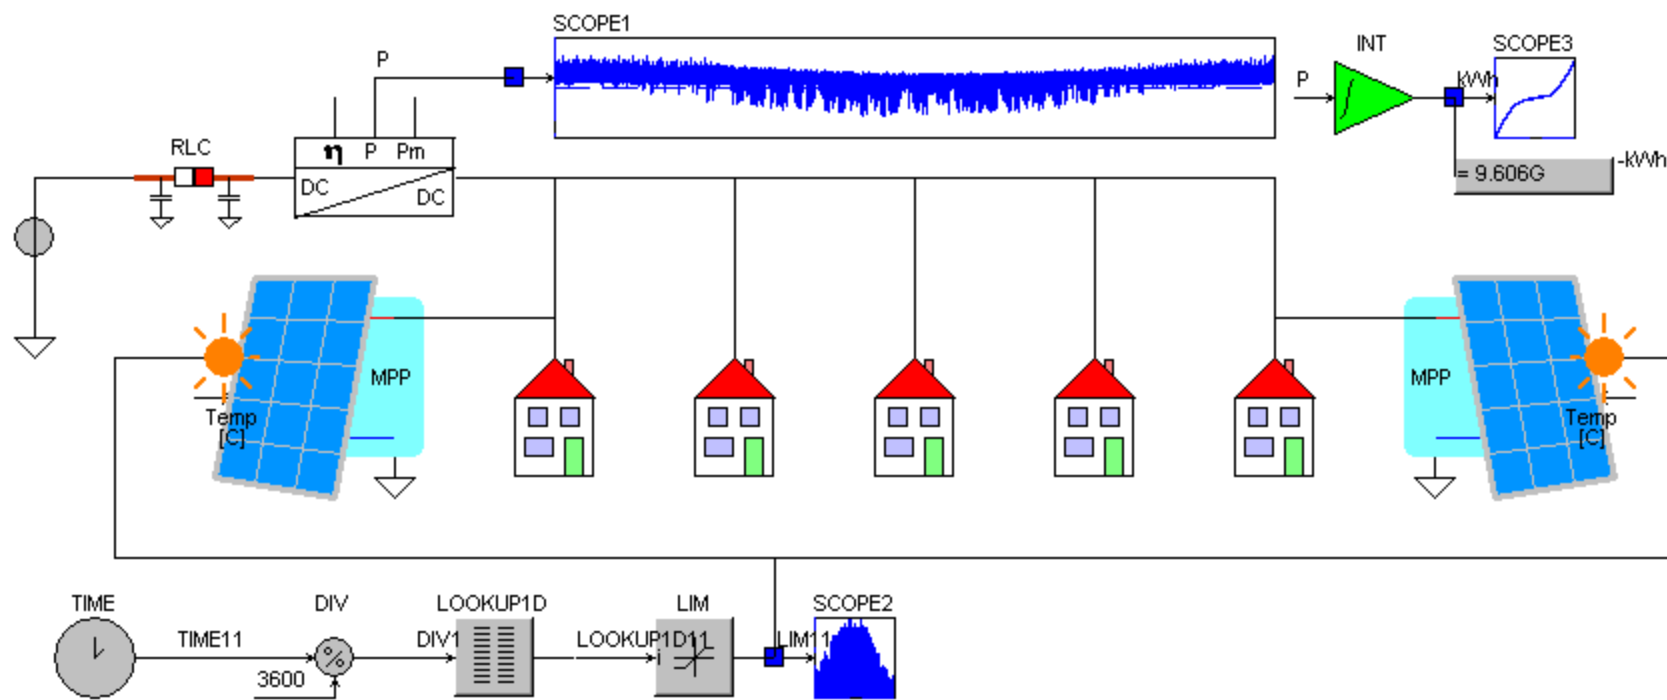 SCOPE1
INT
SCOPE3
P
P
kWh
RLC
η P Pm
-kWh
= 9.606G
DC
DC
MPP
MPP
Temp
[C]
Temp
[C]
TIME
DIV
LOOKUP1D
LIM
SCOPE2
TIME11
%
DIV1
LOOKUP1D11
i
LIM11
3600